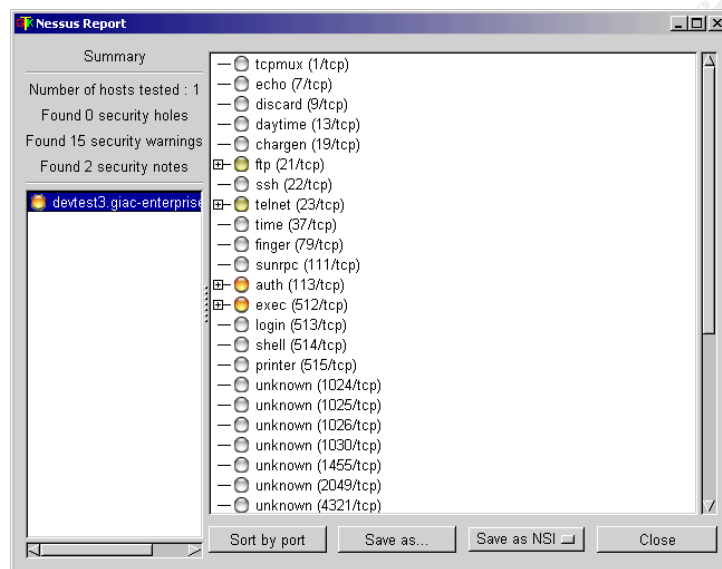 Nessus Report
Summary
Number of hosts tested : 1
Found 0 security holes
Found 15 security warnings
Found 2 security notes
devtest3.giac-enterprise
tcpmux (1/tcp)
echo (7/tcp)
discard (9/tcp)
daytime (13/tcp)
chargen (19/tcp)
ftp (21/tcp)
ssh (22/tcp)
telnet (23/tcp)
time (37/tcp)
finger (79/tcp)
sunrpc (111/tcp)
auth (113/tcp)
exec (512/tcp)
login (513/tcp)
shell (514/tcp)
printer (515/tcp)
unknown (1024/tcp)
unknown (1025/tcp)
unknown (1026/tcp)
unknown (1030/tcp)
unknown (1455/tcp)
unknown (2049/tcp)
unknown (4321/tcp)
Sort by port
Save as...
Save as NSI
Close